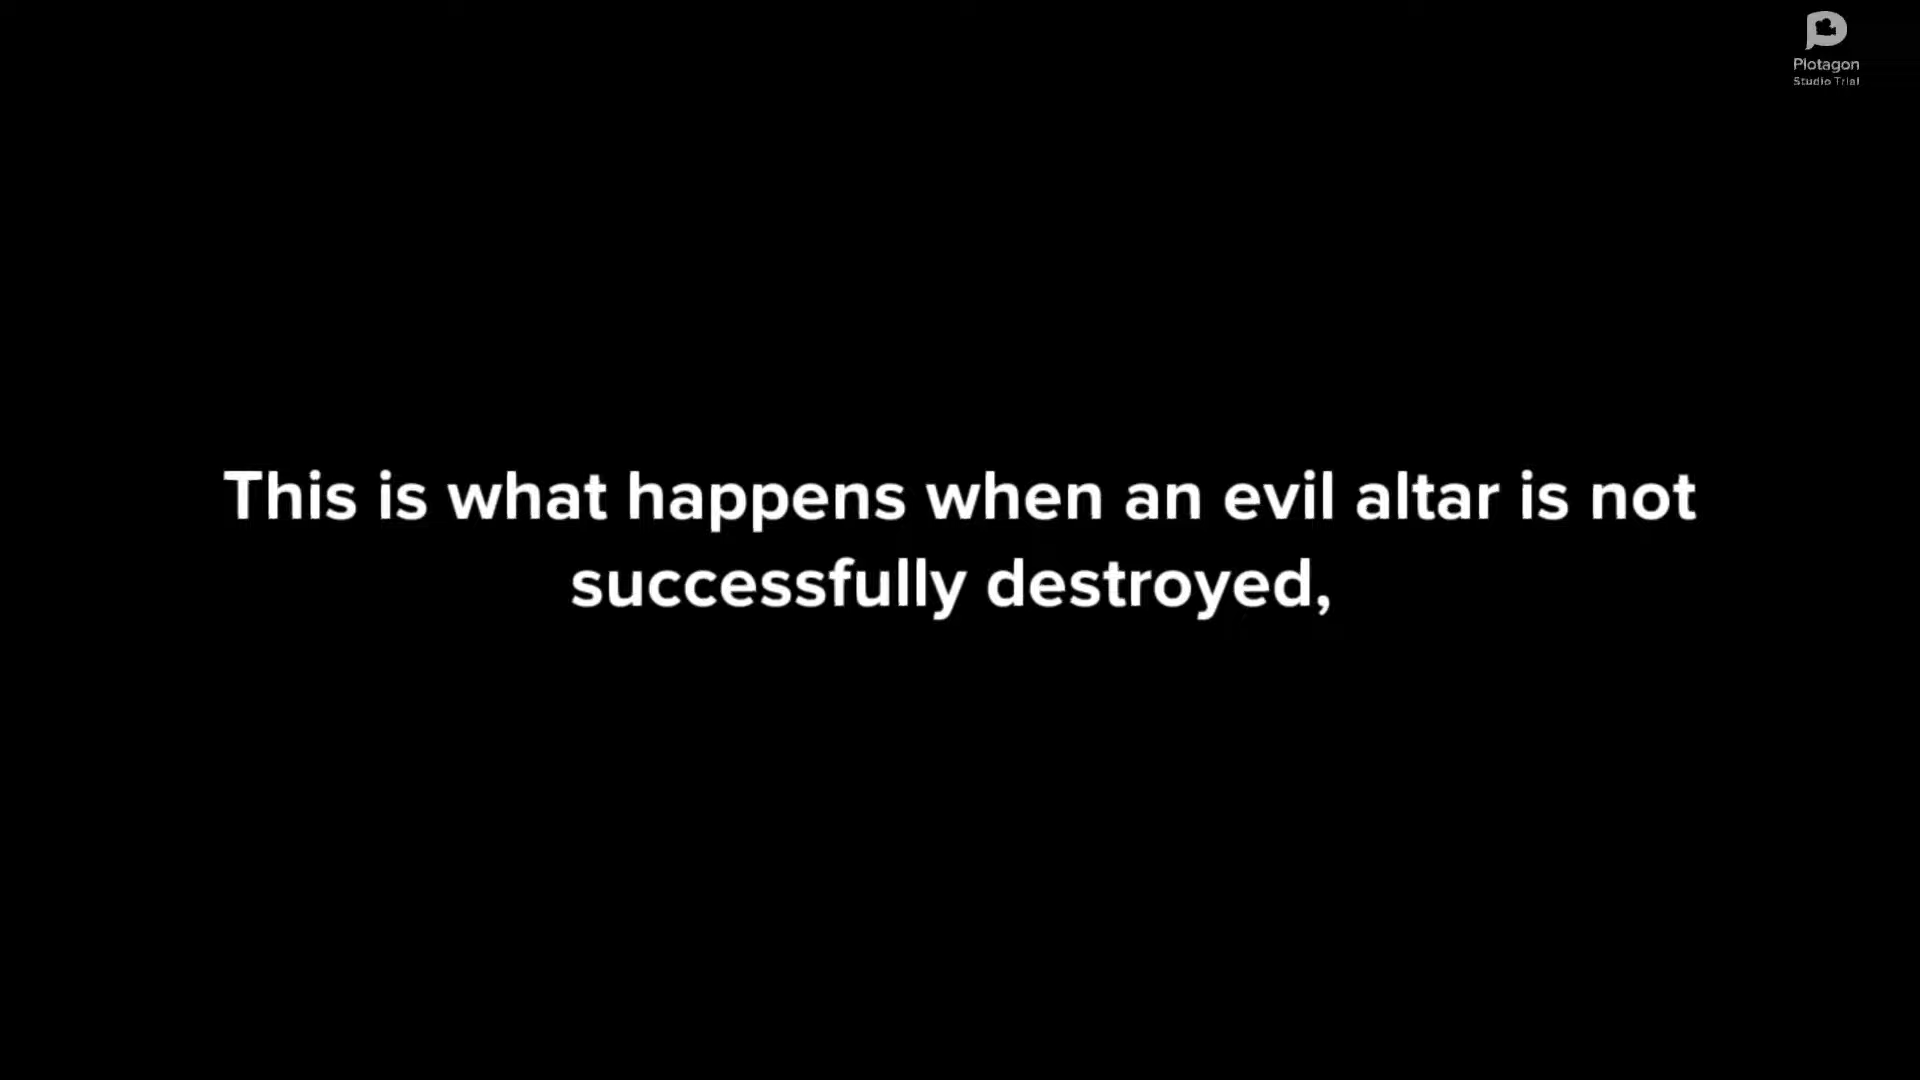 Plotagon
Studio Trial
This is what happens when an evil altar is not
successfully destroyed,